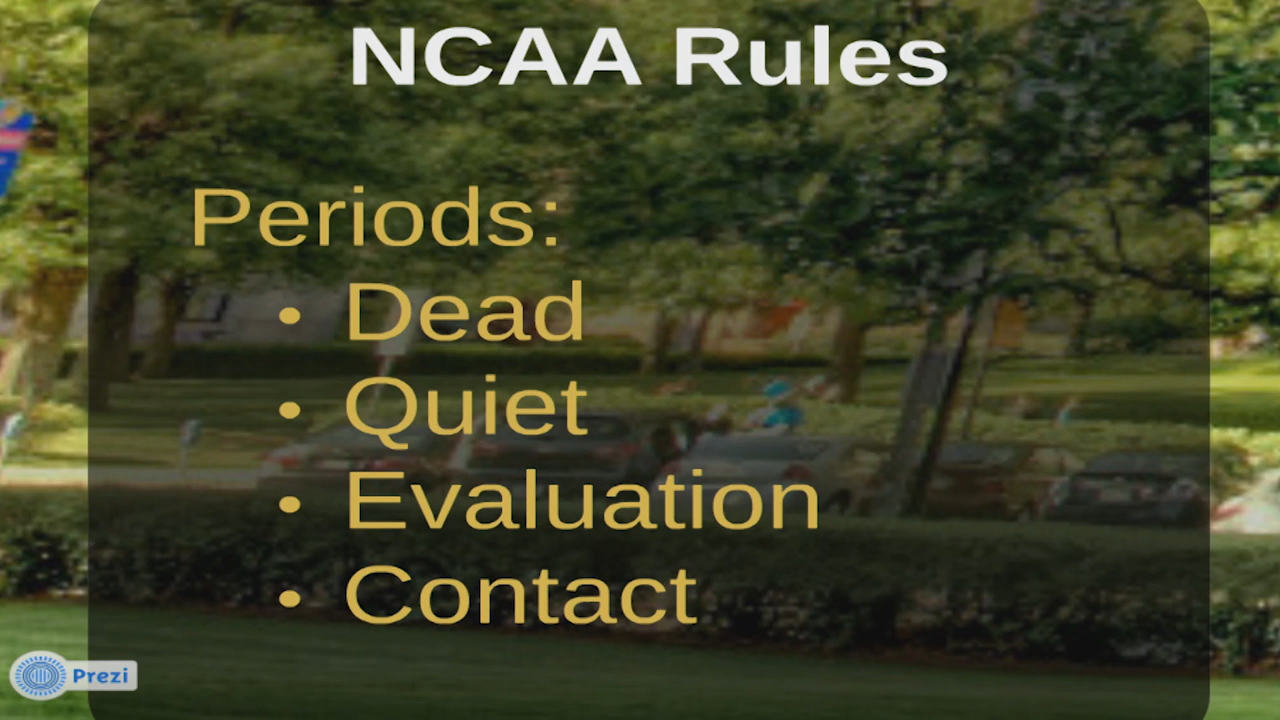 NCAA Rules
Periods:
• Dead
• Quiet
• Evaluation
• Contact
Prezi